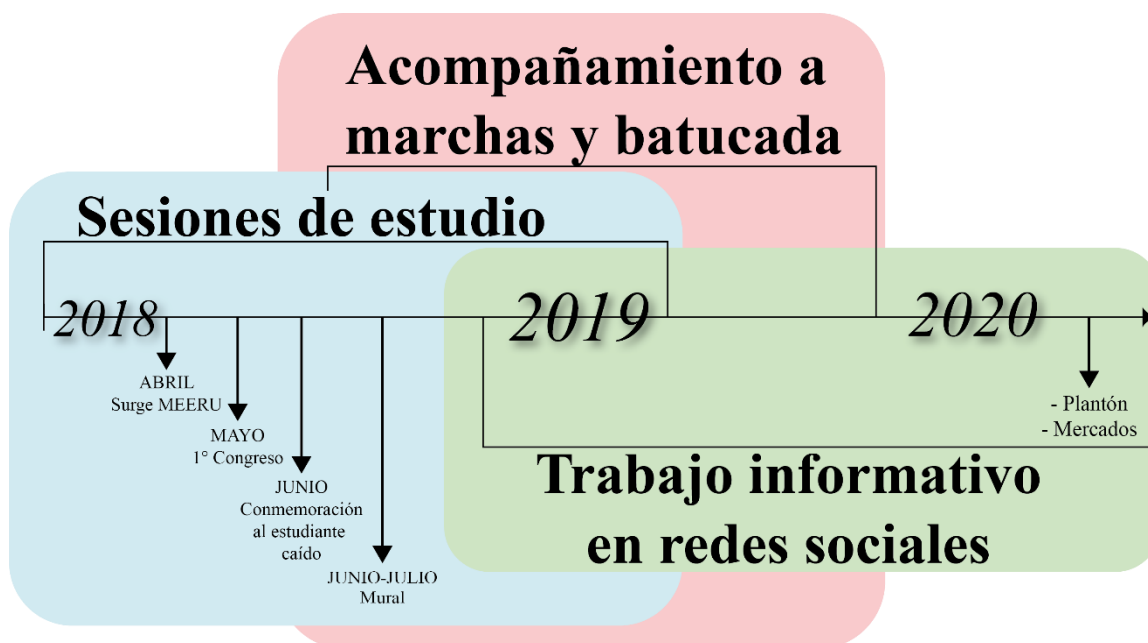 Acompañamiento a
marchas y batucada
Sesiones de estudio
2018
2019
2020
ABRIL
Surge MEERU
MAYO
1° Congreso
JUNIO
Conmemoración
al estudiante
caído
JUNIO-JULIO
Mural
- Plantón
- Mercados
Trabajo informativo
en redes sociales